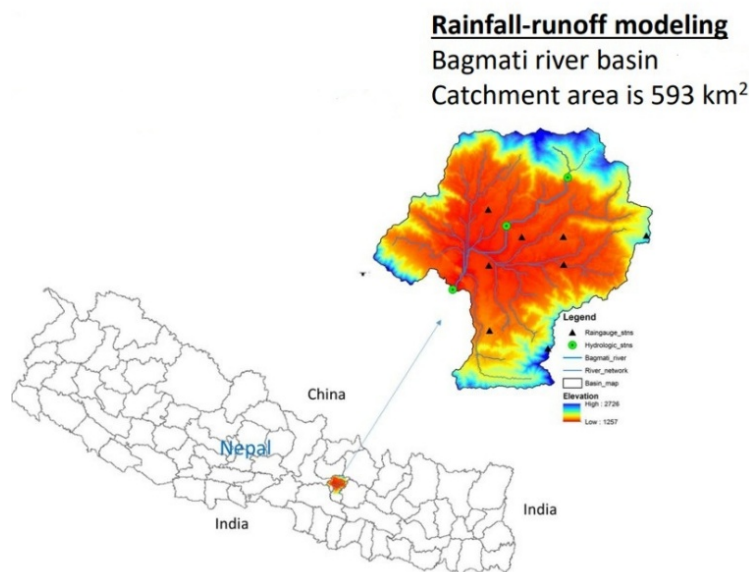 Rainfall-runoff modeling
Bagmati river basin
Catchment area is 593 km²
Legend
Raingauge_stns
Hydrologic_stns
Bagmati_river
River_network
Basin_map
Elevation
High : 2726
Low : 1257
China
Nepal
India
India